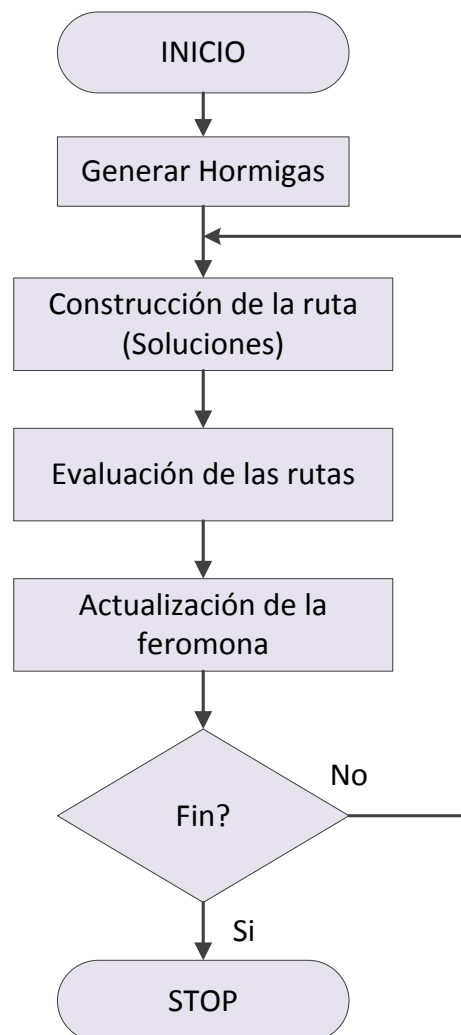 INICIO
Generar Hormigas
Construcción de la ruta
(Soluciones)
Evaluación de las rutas
Actualización de la
feromona
No
Fin?
Si
STOP